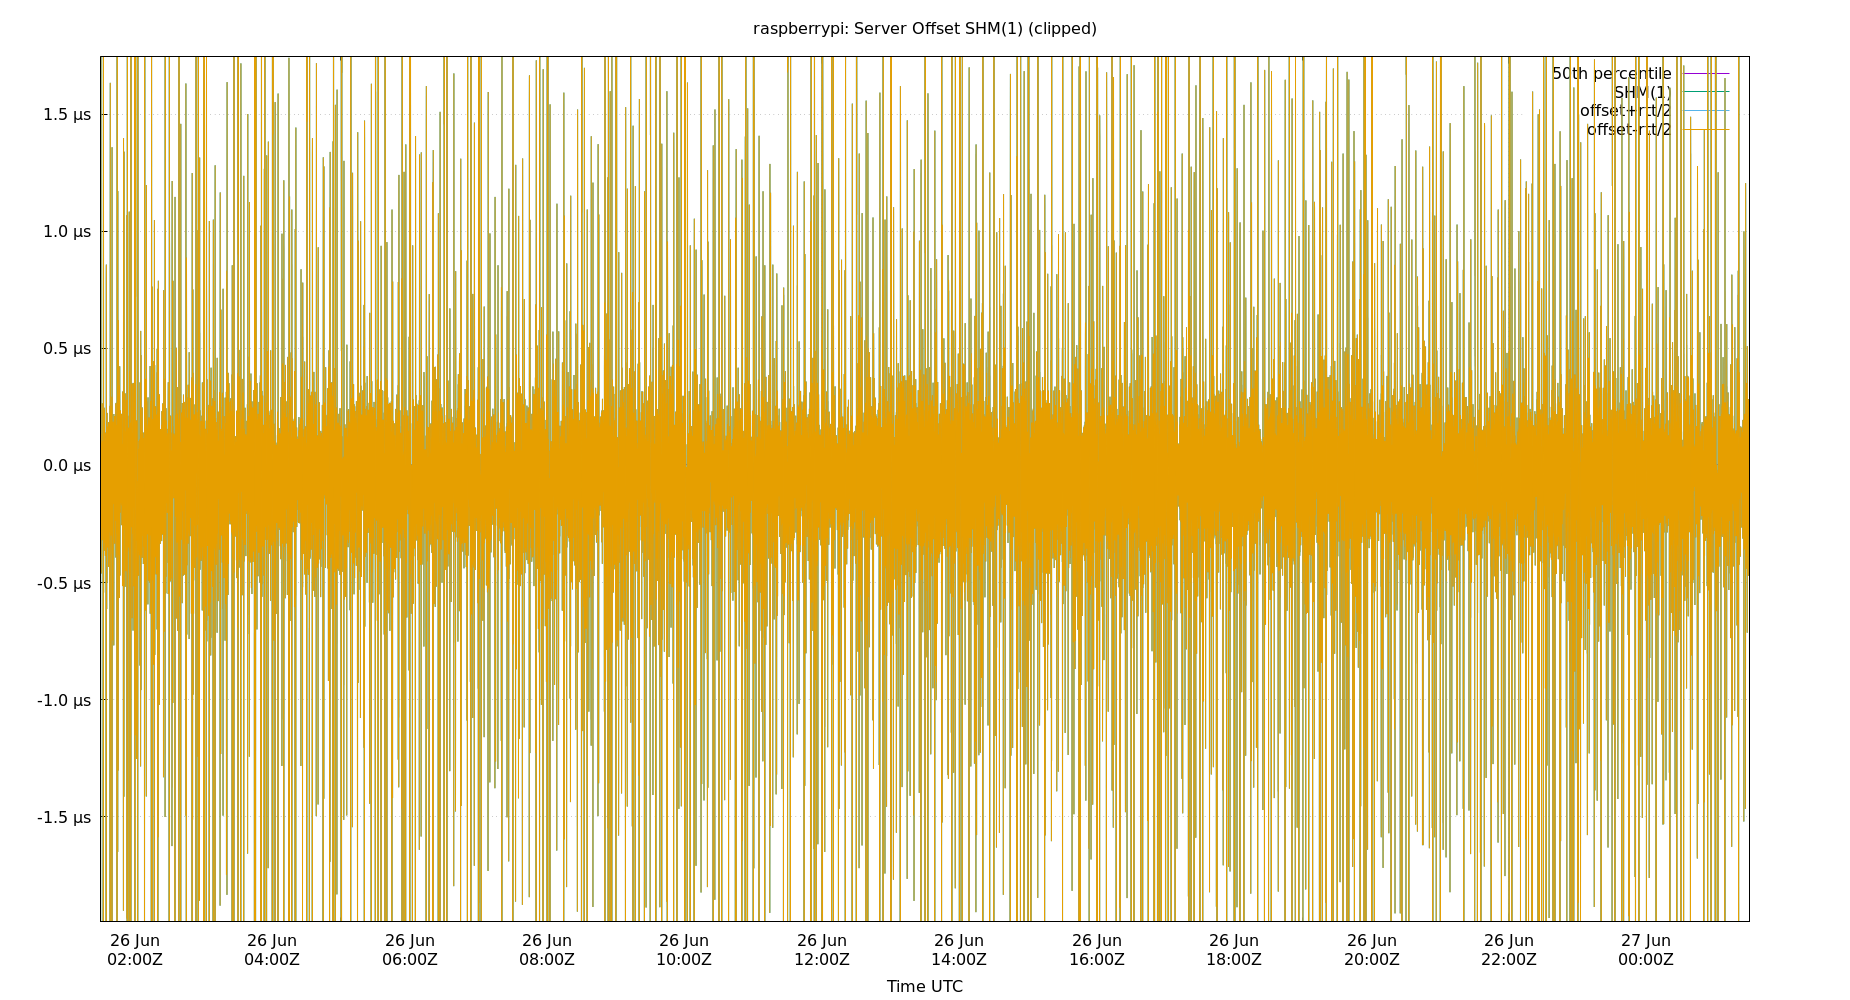 raspberrypi: Server Offset SHM(1) (clipped)
50th percentile
SHM(1)
offset+rtt/2
offset-rtt/2
1.5 µs
1.0 µs
0.5 µs
0.0 µs
-0.5 µs
-1.0 µs
-1.5 µs
26 Jun 26 Jun 26 Jun 26 Jun 26 Jun 26 Jun 26 Jun 26 Jun 26 Jun 26 Jun 26 Jun 27 Jun
02:00Z 04:00Z 06:00Z 08:00Z 10:00Z 12:00Z 14:00Z 16:00Z 18:00Z 20:00Z 22:00Z 00:00Z
Time UTC